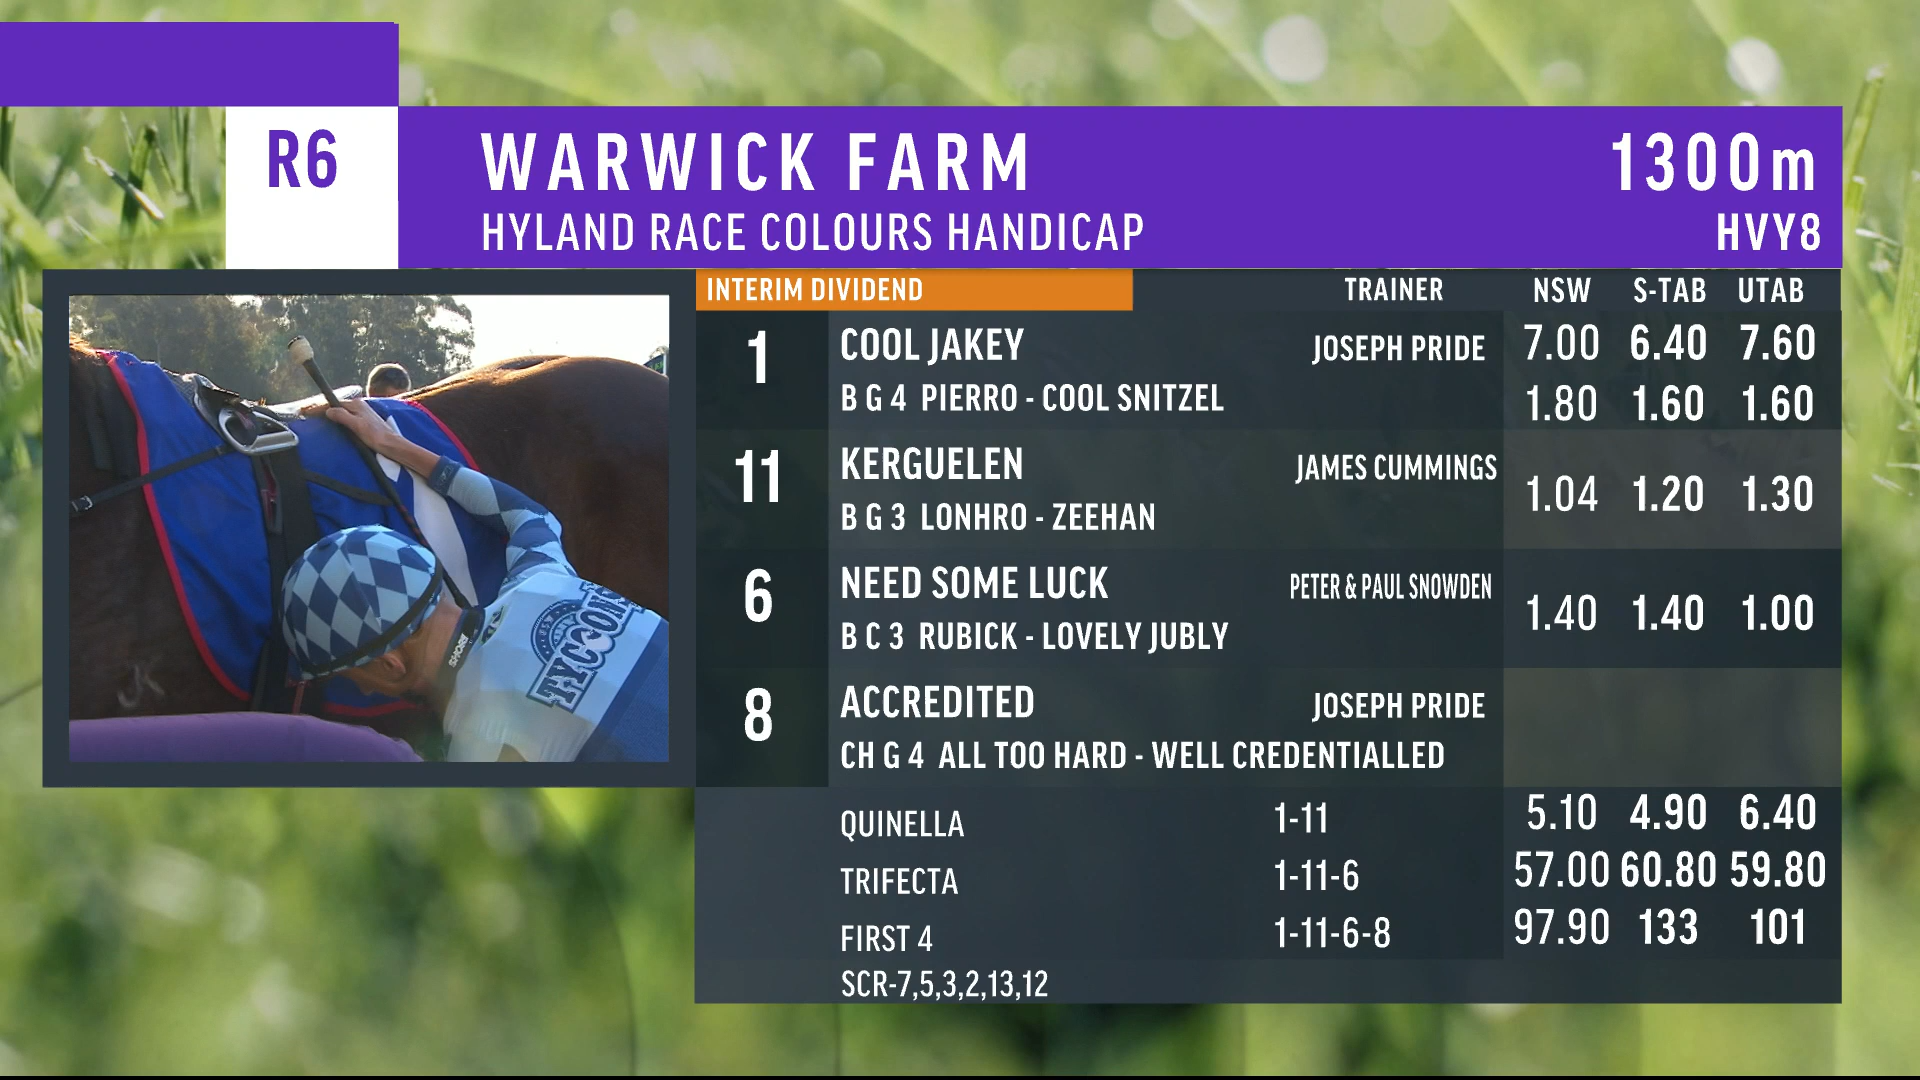 R6
WARWICK FARM 1300m
HYLAND RACE COLOURS HANDICAP HVY8
INTERIM DIVIDEND TRAINER NSW S-TAB UTAB
1 COOL JAKEY JOSEPH PRIDE 7.00 6.40 7.60
B G 4 PIERRO - COOL SNITZEL 1.80 1.60 1.60
11 KERGUELEN JAMES CUMMINGS 1.04 1.20 1.30
B G 3 LONHRO - ZEEHAN
6 NEED SOME LUCK PETER & PAUL SNOWDEN 1.40 1.40 1.00
B C 3 RUBICK - LOVELY JUBLY
8 ACCREDITED JOSEPH PRIDE
CH G 4 ALL TOO HARD - WELL CREDENTIALLED
QUINELLA 1-11 5.10 4.90 6.40
TRIFECTA 1-11-6 57.00 60.80 59.80
FIRST 4 1-11-6-8 97.90 133 101
SCR-7,5,3,2,13,12
TYCOON